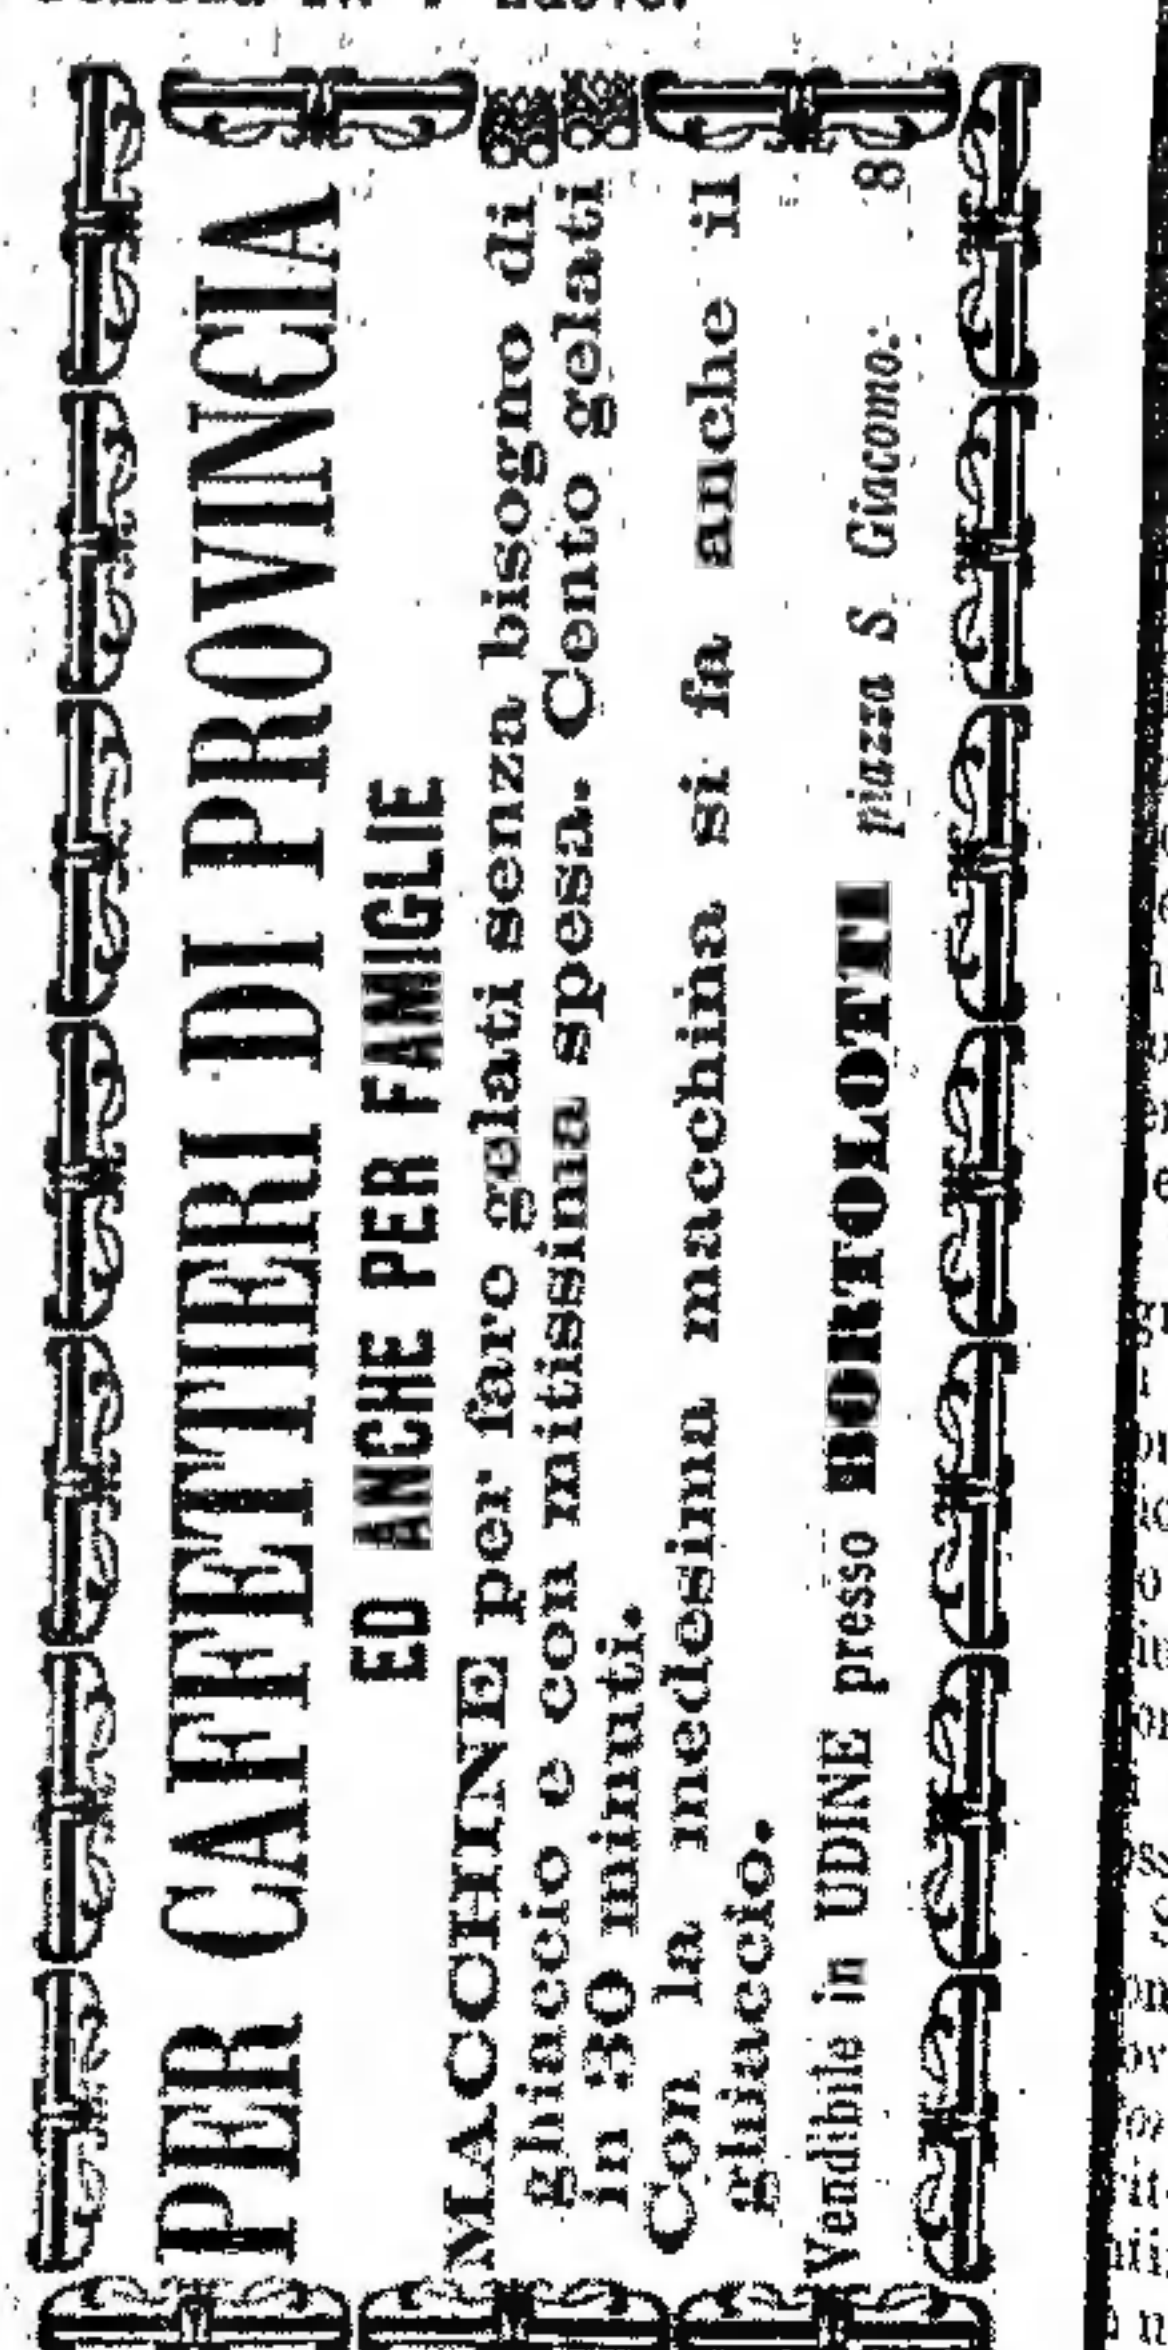 PER CAFFETTIERI DI PROVINCIA
ED ANCHE PER FAMIGLIE
MACCHINE per fare gelati senza bisogno di
ghiaccio e con mitissima spesa. Cento gelati
in 30 minuti.
Con la medesima macchina si fa anche il
ghiaccio.
Vendibile in UDINE presso BORTOLOTTI piazza S. Giacomo. 8